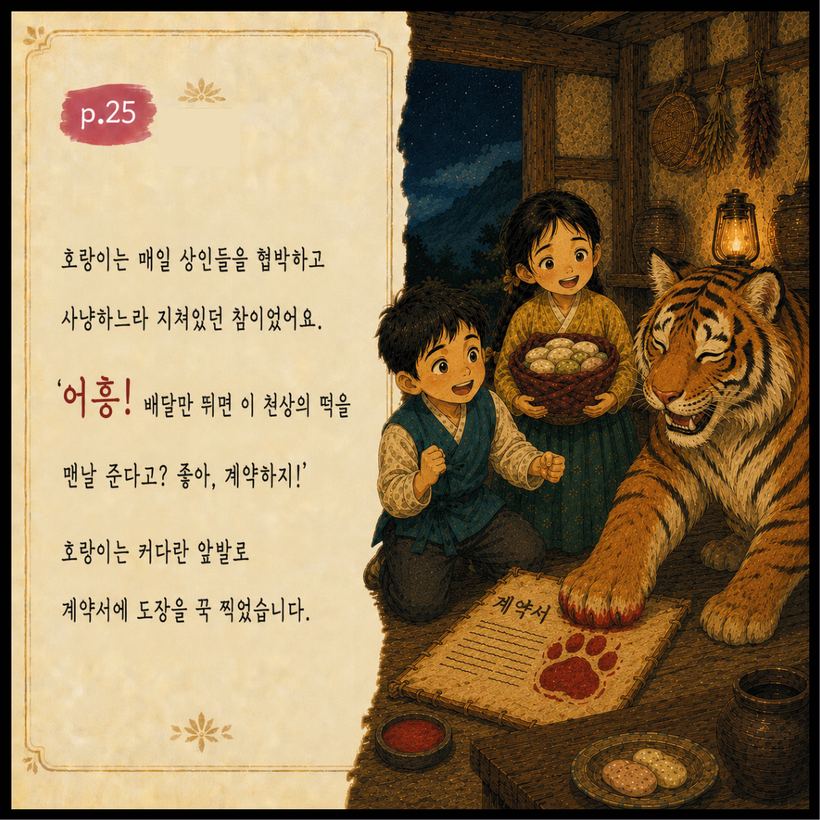 p.25
호랑이는 매일 상인들을 협박하고
사냥하느라 지쳐있던 참이었어요.
‘어흥! 배달만 뛰면 이 천상의 떡을
맨날 준다고? 좋아, 계약하지!’
호랑이는 커다란 앞발로
계약서에 도장을 꾹 찍었습니다.
계약서